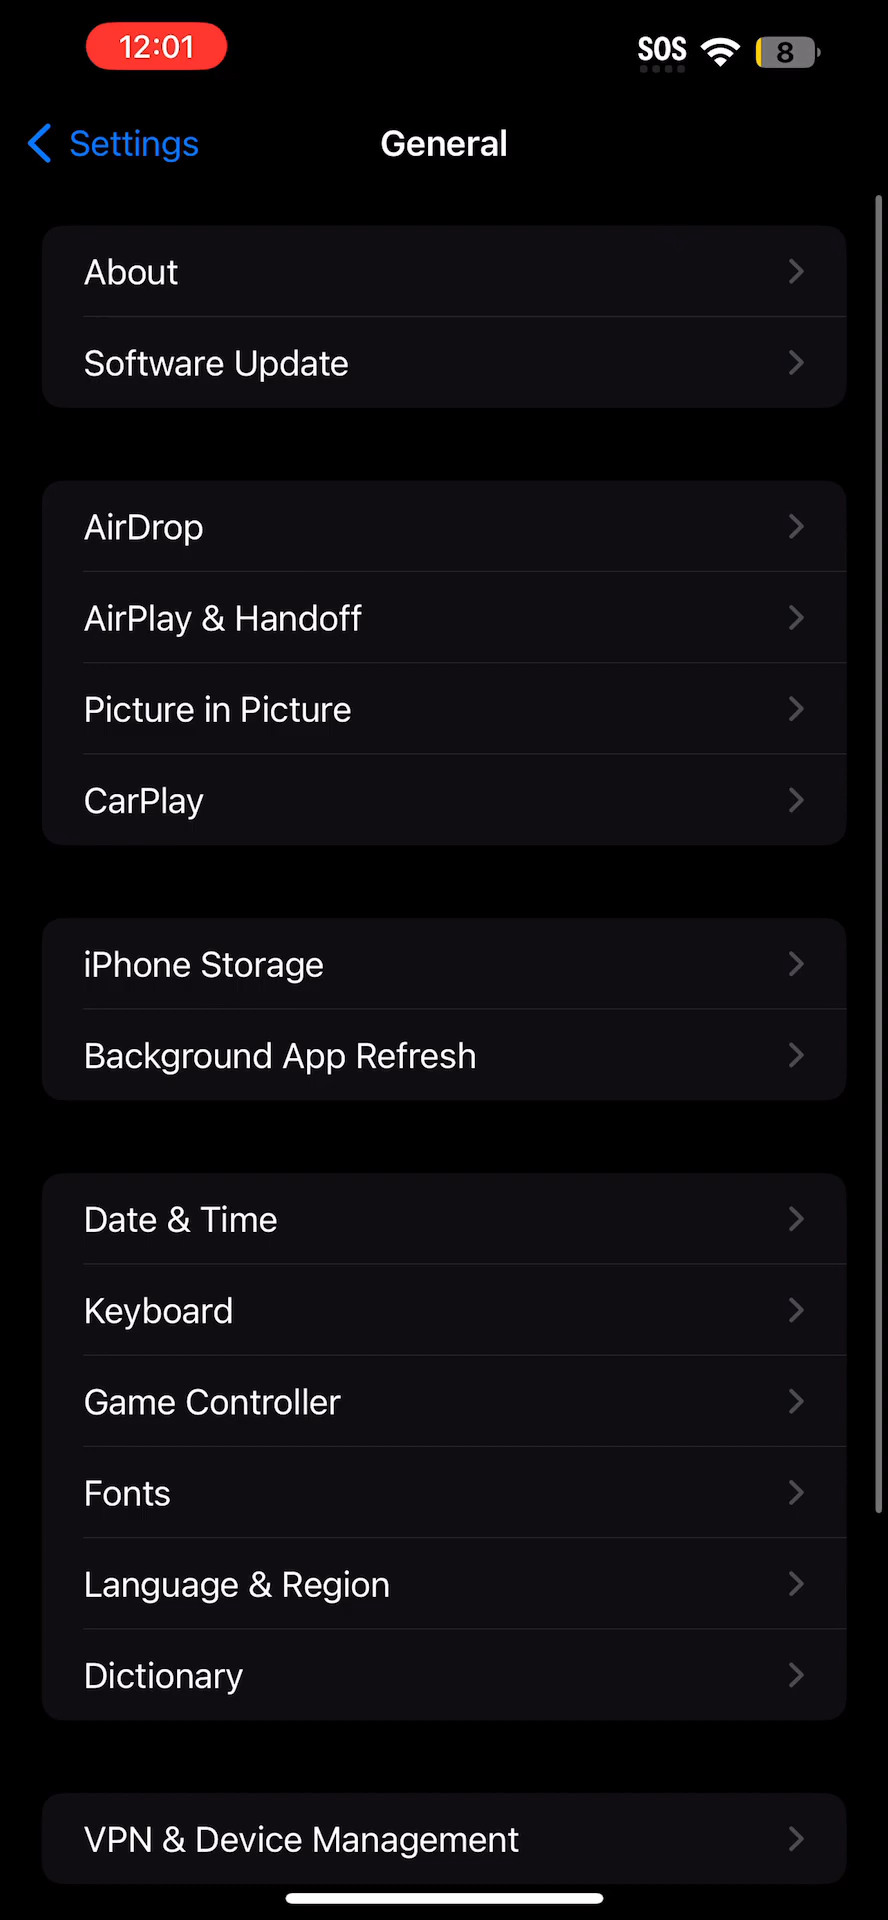 12:01
SOS
8
Settings
General
About
Software Update
AirDrop
AirPlay & Handoff
Picture in Picture
CarPlay
iPhone Storage
Background App Refresh
Date & Time
Keyboard
Game Controller
Fonts
Language & Region
Dictionary
VPN & Device Management